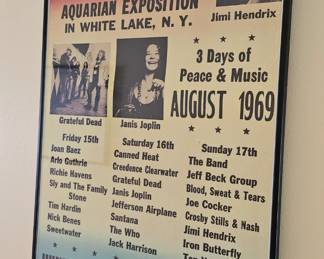 AQUARIAN EXPOSITION
IN WHITE LAKE, N. Y.
Jimi Hendrix
3 Days of
Peace & Music
AUGUST 1969
Grateful Dead
Janis Joplin
Friday 15th
Joan Baez
Arlo Guthrie
Richie Havens
Sly and The Family
Stone
Tim Hardin
Nick Benes
Sweetwater
Saturday 16th
Canned Heat
Creedence Clearwater
Grateful Dead
Janis Joplin
Jefferson Airplane
Santana
The Who
Jack Harrison
Sunday 17th
The Band
Jeff Beck Group
Blood, Sweat & Tears
Joe Cocker
Crosby Stills & Nash
Jimi Hendrix
Iron Butterfly